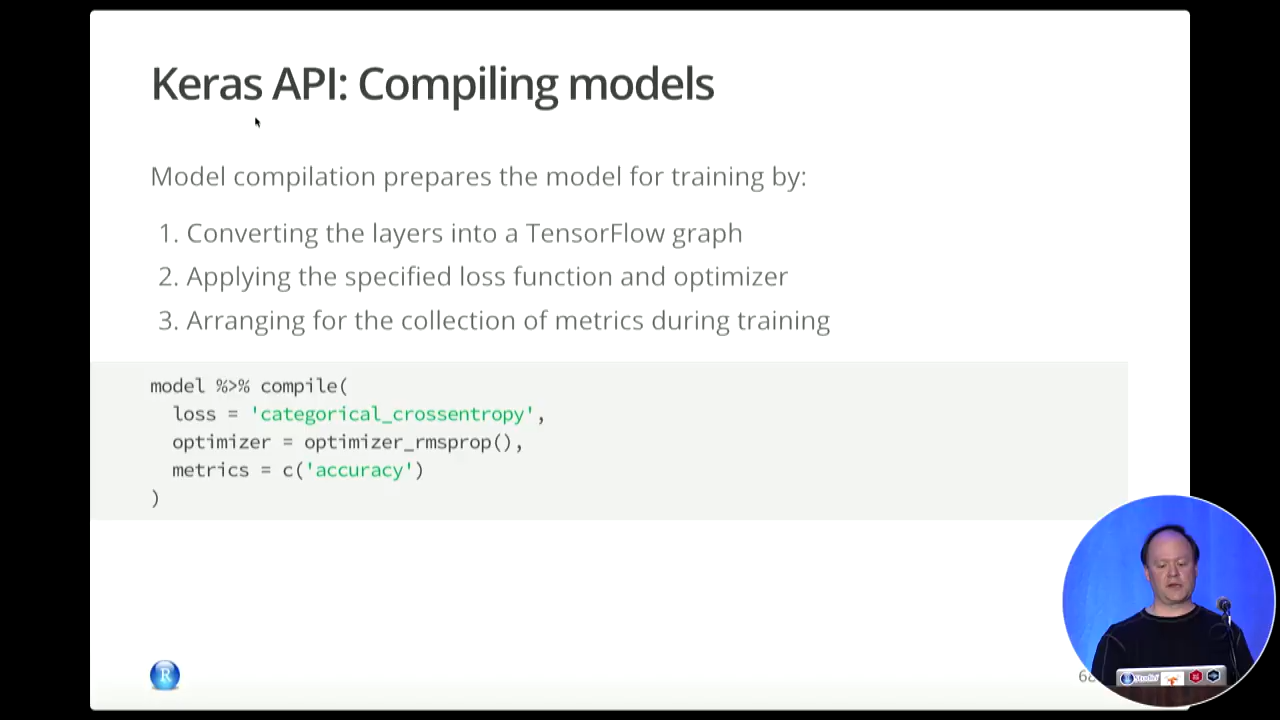 Keras API: Compiling models
Model compilation prepares the model for training by:
1. Converting the layers into a TensorFlow graph
2. Applying the specified loss function and optimizer
3. Arranging for the collection of metrics during training
model %>% compile(
  loss = 'categorical_crossentropy',
  optimizer = optimizer_rmsprop(),
  metrics = c('accuracy')
)
R
R Studio